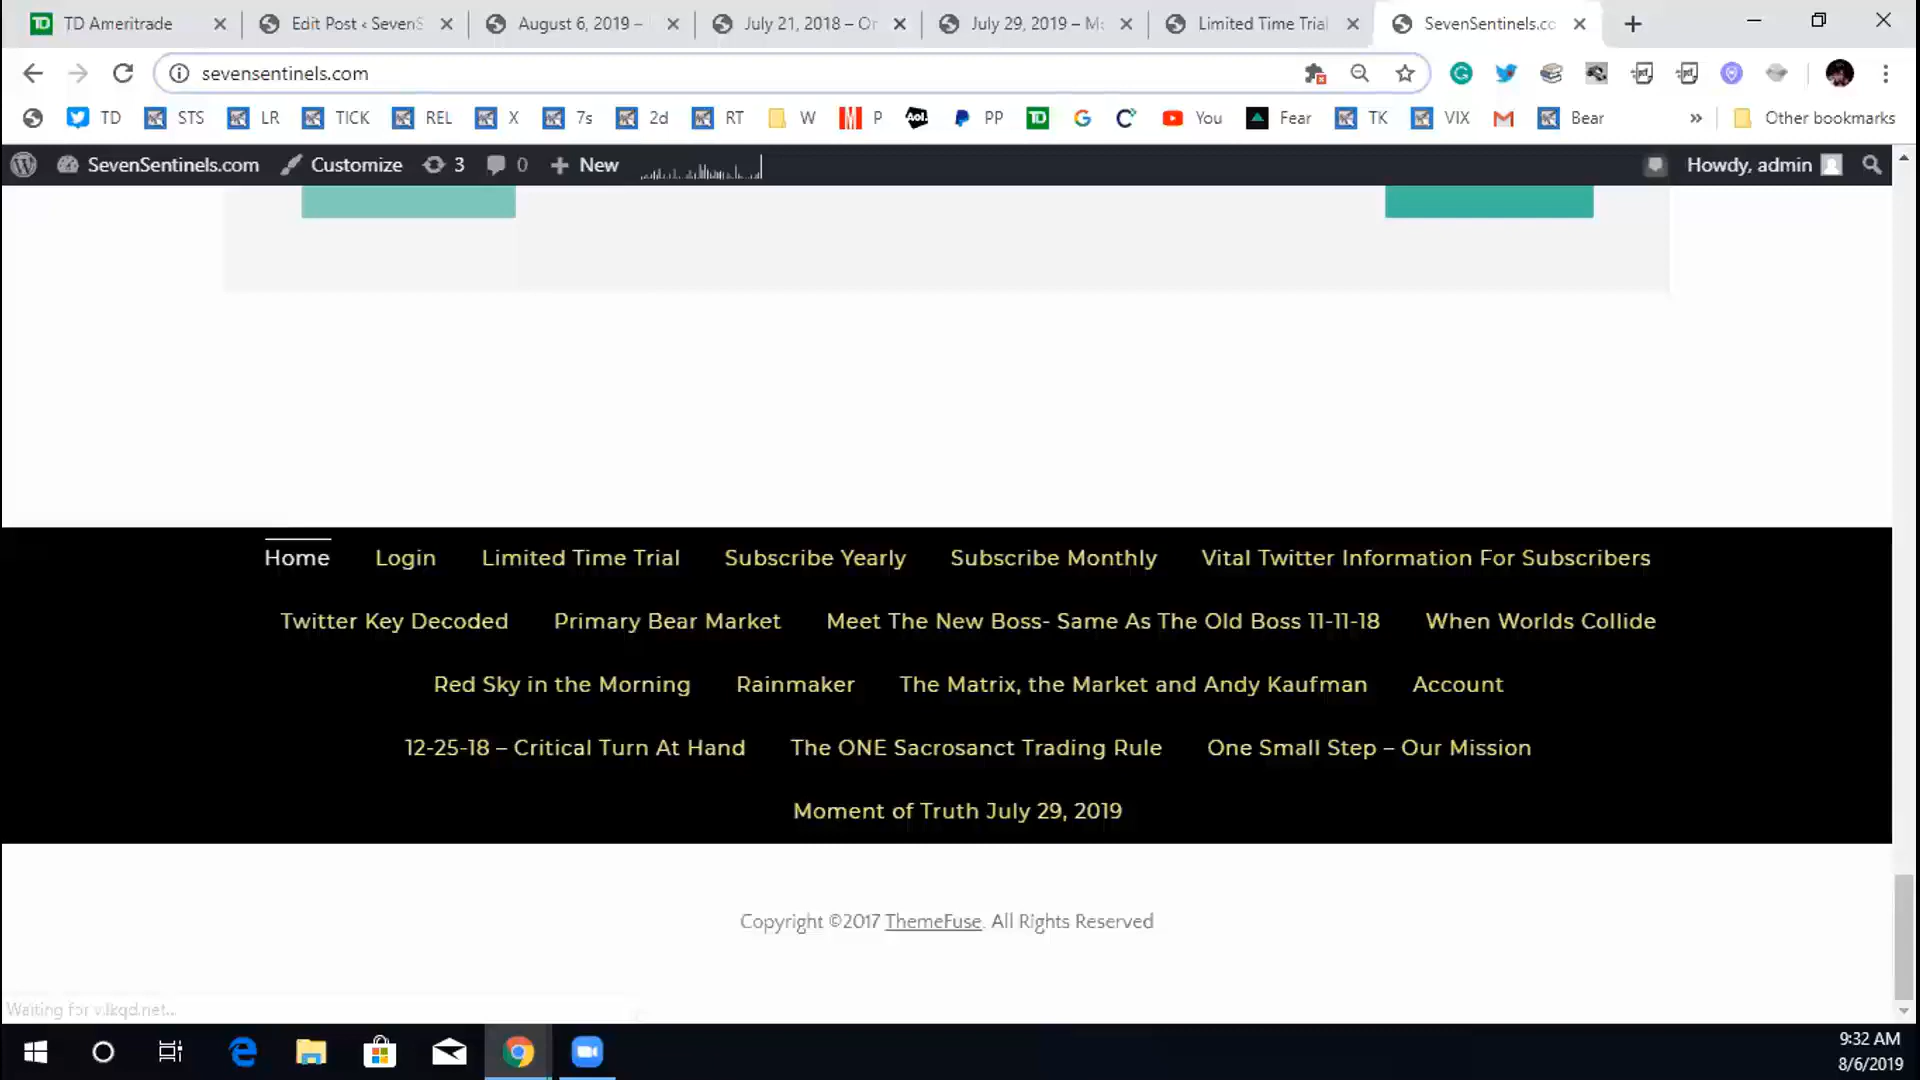 TD Ameritrade
Edit Post ‹ SevenS
August 6, 2019 –
July 21, 2018 – Or
July 29, 2019 – Mo
Limited Time Trial
SevenSentinels.co
sevensentinels.com
TD STS LR TICK REL X 7s 2d RT W P Aol. PP TD You Fear TK VIX Bear » Other bookmarks
SevenSentinels.com Customize 3 0 + New Howdy, admin
Home Login Limited Time Trial Subscribe Yearly Subscribe Monthly Vital Twitter Information For Subscribers
Twitter Key Decoded Primary Bear Market Meet The New Boss- Same As The Old Boss 11-11-18 When Worlds Collide
Red Sky in the Morning Rainmaker The Matrix, the Market and Andy Kaufman Account
12-25-18 – Critical Turn At Hand The ONE Sacrosanct Trading Rule One Small Step – Our Mission
Moment of Truth July 29, 2019
Copyright ©2017 ThemeFuse. All Rights Reserved
Waiting for v.lkqd.net...
9:32 AM
8/6/2019